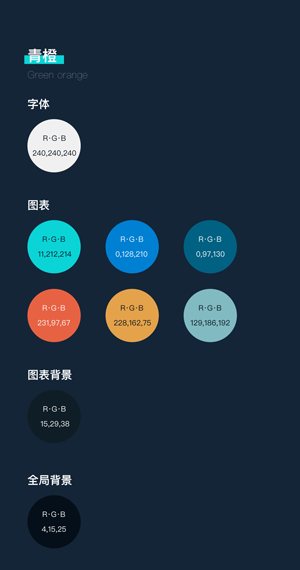 青橙
Green orange
字体
R·G·B
240,240,240
图表
R·G·B
11,212,214
R·G·B
0,128,210
R·G·B
0,97,130
R·G·B
231,97,67
R·G·B
228,162,75
R·G·B
129,186,192
图表背景
R·G·B
15,29,38
全局背景
R·G·B
4,15,25